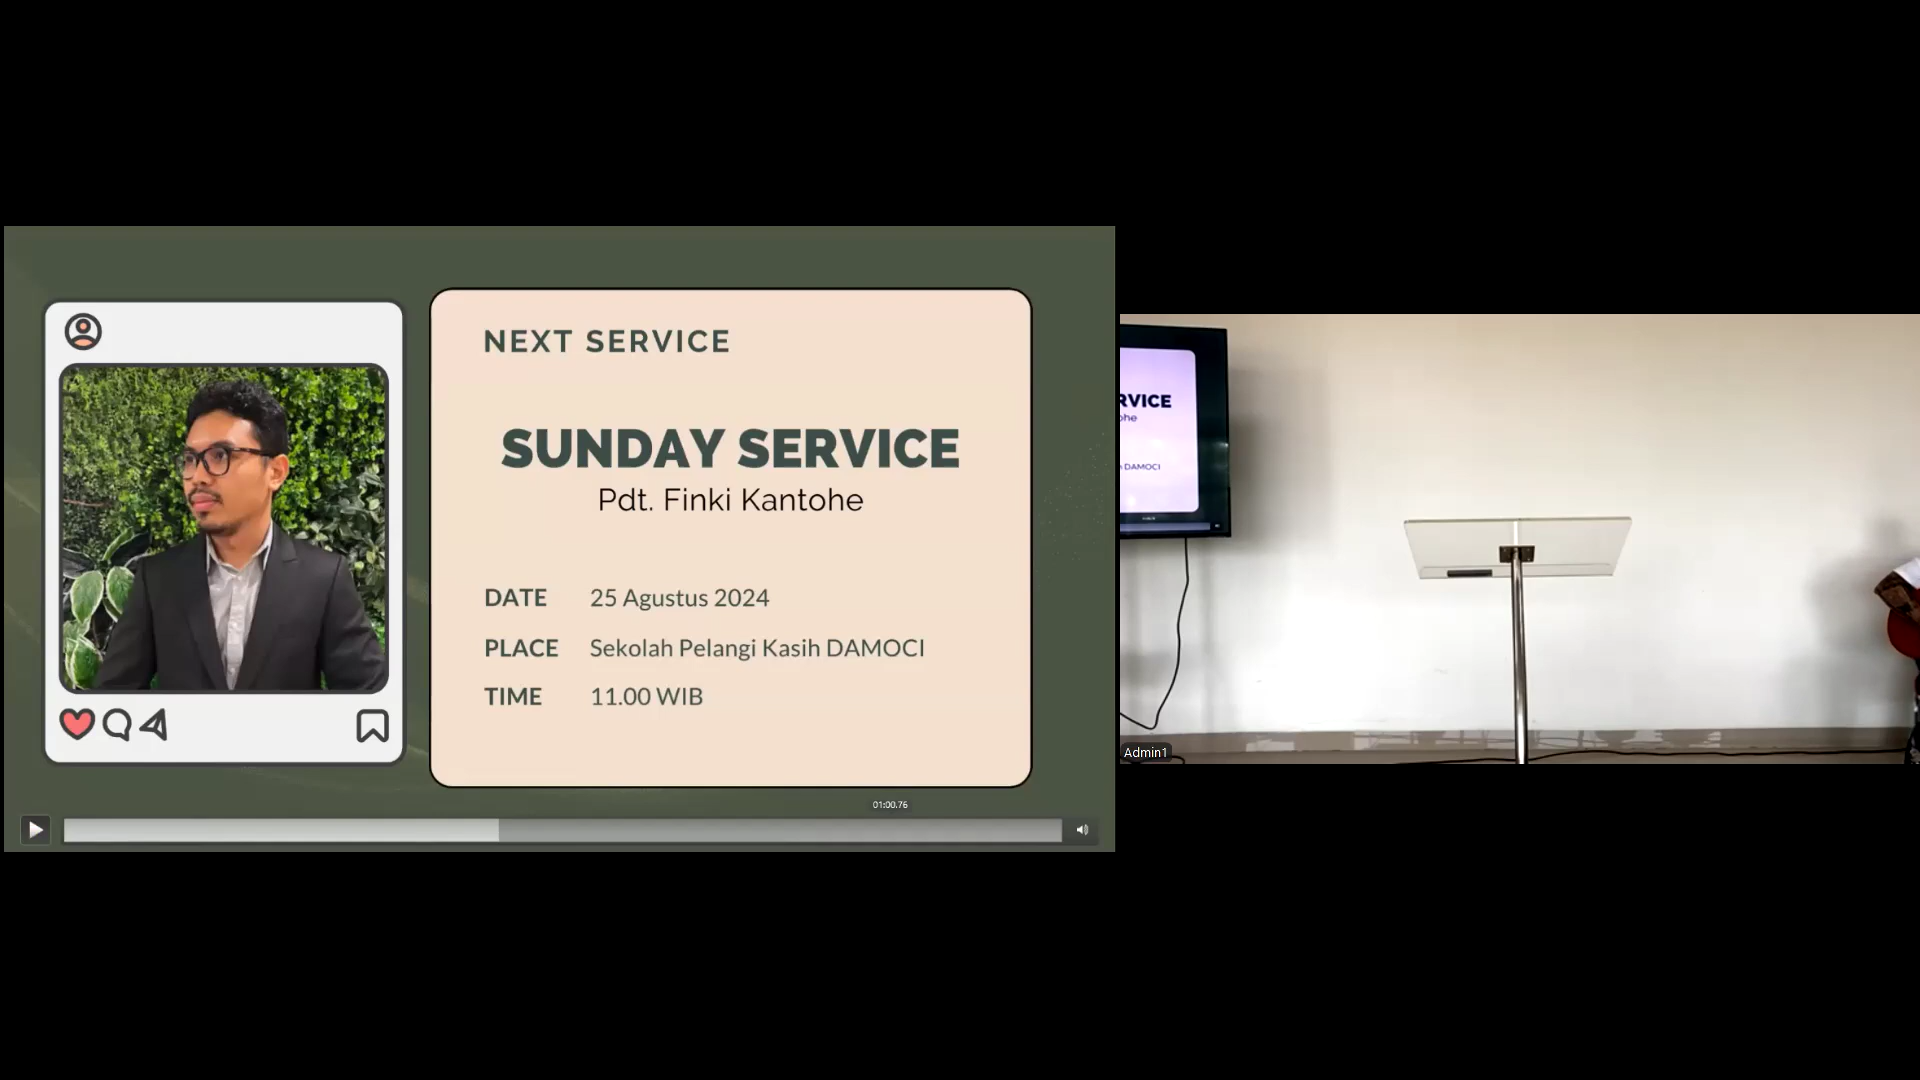 NEXT SERVICE
SUNDAY SERVICE
Pdt. Finki Kantohe
DATE 25 Agustus 2024
PLACE Sekolah Pelangi Kasih DAMOCI
TIME 11.00 WIB
01:00.76
RVICE
ohe
DAMOCI
Admin1